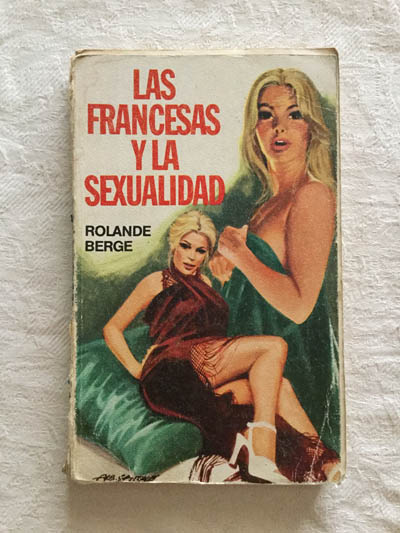 LAS
FRANCESAS
Y LA
SEXUALIDAD
ROLANDE
BERGE